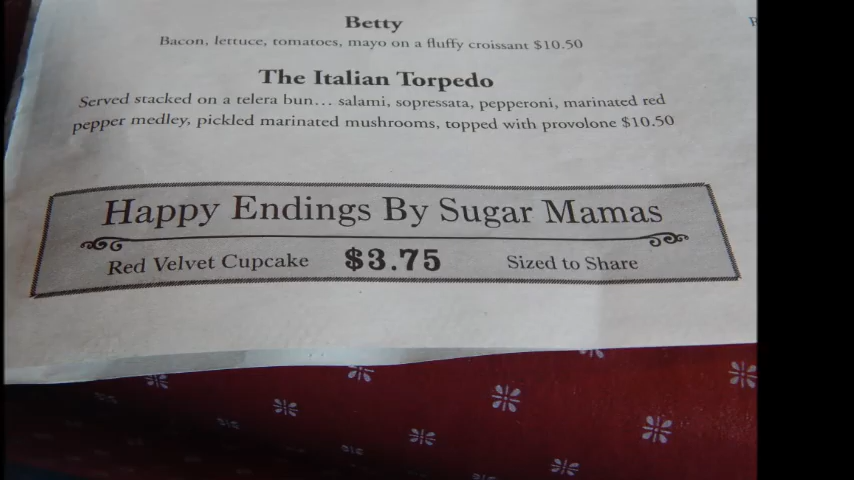 Betty
Bacon, lettuce, tomatoes, mayo on a fluffy croissant $10.50
The Italian Torpedo
Served stacked on a telera bun... salami, sopressata, pepperoni, marinated red
pepper medley, pickled marinated mushrooms, topped with provolone $10.50
Happy Endings By Sugar Mamas
Red Velvet Cupcake $3.75 Sized to Share